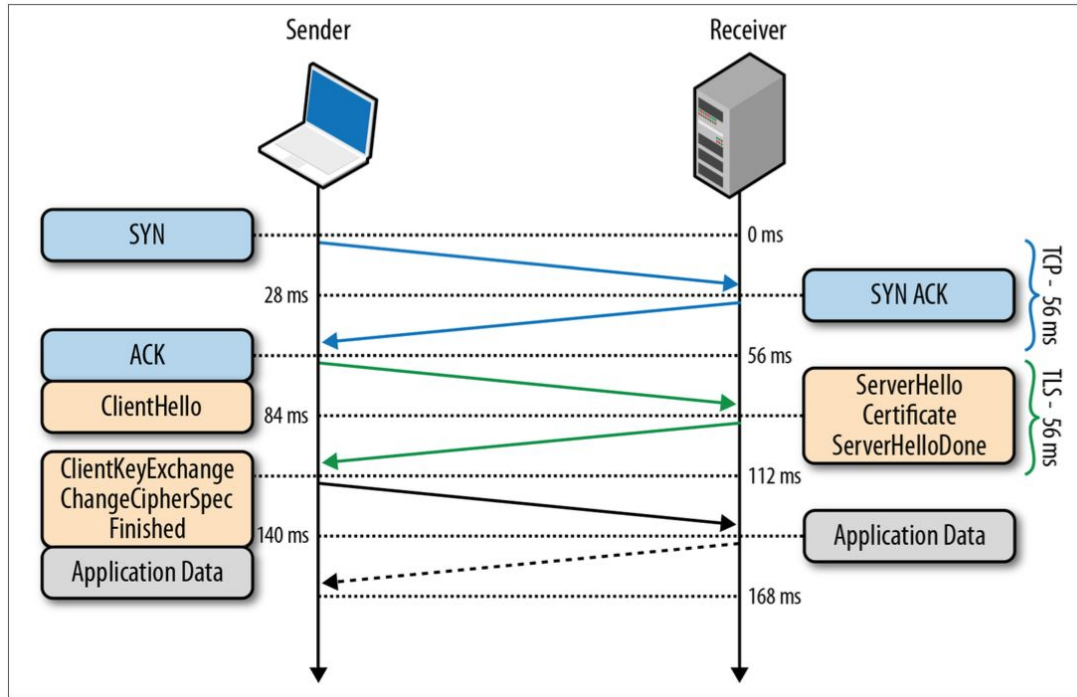 Sender
Receiver
SYN
0 ms
28 ms
SYN ACK
TCP - 56 ms
ACK
56 ms
ClientHello
84 ms
ServerHello
Certificate
ServerHelloDone
TLS - 56 ms
ClientKeyExchange
ChangeCipherSpec
Finished
112 ms
140 ms
Application Data
Application Data
168 ms